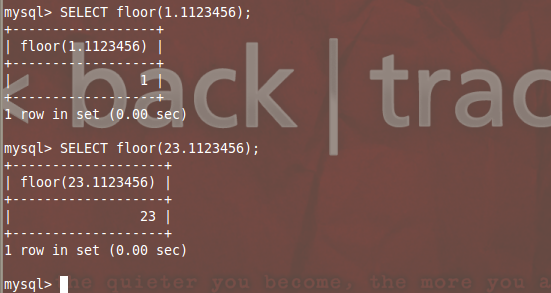 mysql> SELECT floor(1.1123456);
+------------------+
| floor(1.1123456) |
+------------------+
|                1 |
+------------------+
1 row in set (0.00 sec)
< back | trac
mysql> SELECT floor(23.1123456);
+-------------------+
| floor(23.1123456) |
+-------------------+
|                23 |
+-------------------+
1 row in set (0.00 sec)
mysql>
he quieter you become, the more you a